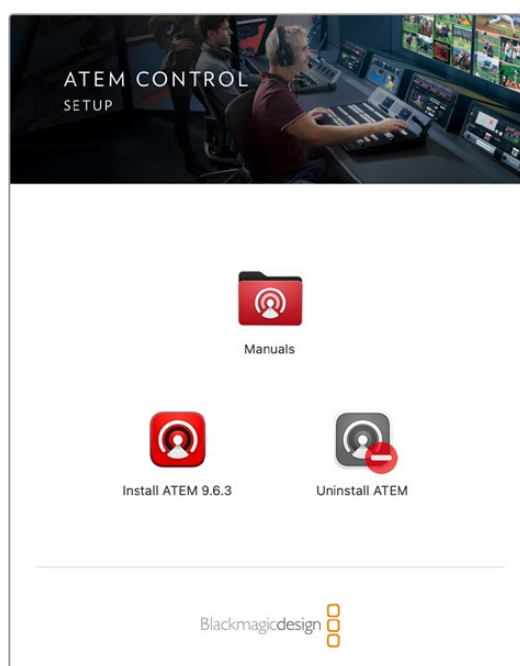 ATEM CONTROL
SETUP
Manuals
Install ATEM 9.6.3
Uninstall ATEM
Blackmagicdesign